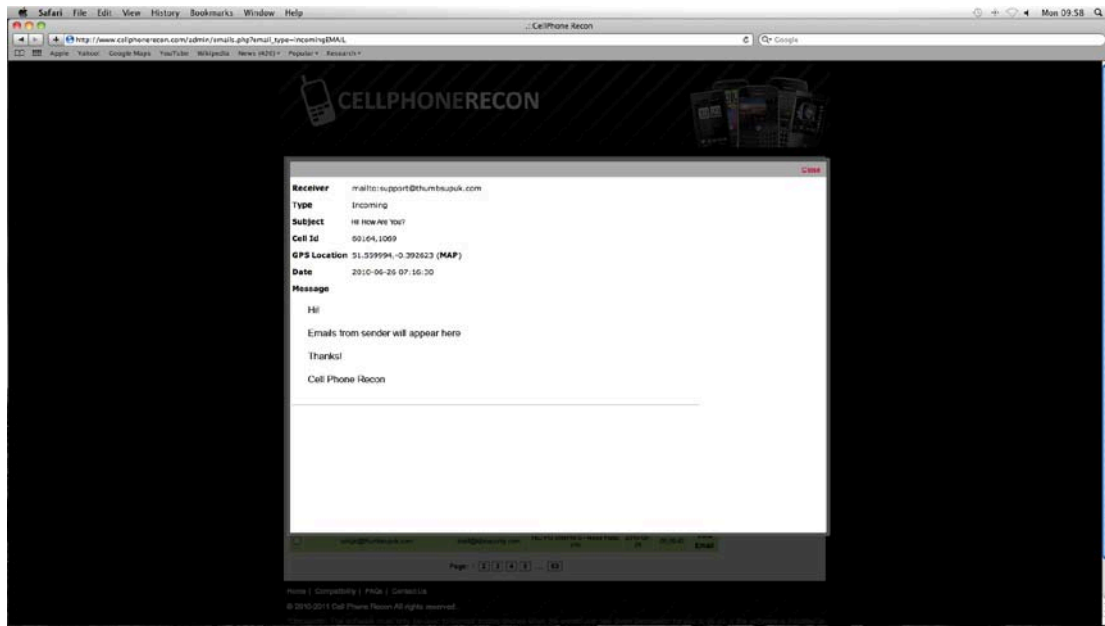 Safari File Edit View History Bookmarks Window Help
Mon 09:58
.: CellPhone Recon
http://www.cellphonerecon.com/admin/emails.php?email_type=incomingEMAIL
Google
Apple Yahoo! Google Maps YouTube Wikipedia News (426) Popular Research
CELLPHONERECON
Close
Receiver mailto:support@thumbsupuk.com
Type Incoming
Subject Hi How Are You?
Cell Id 60164,1069
GPS Location 51.559994,-0.392623 (MAP)
Date 2010-06-26 07:16:30
Message
Hi!
Emails from sender will appear here
Thanks!
Cell Phone Recon
Email
Page: 1 2 3 4 5 ... 63
Home | Compatibility | FAQs | Contact Us
© 2010-2011 Cell Phone Recon All rights reserved.